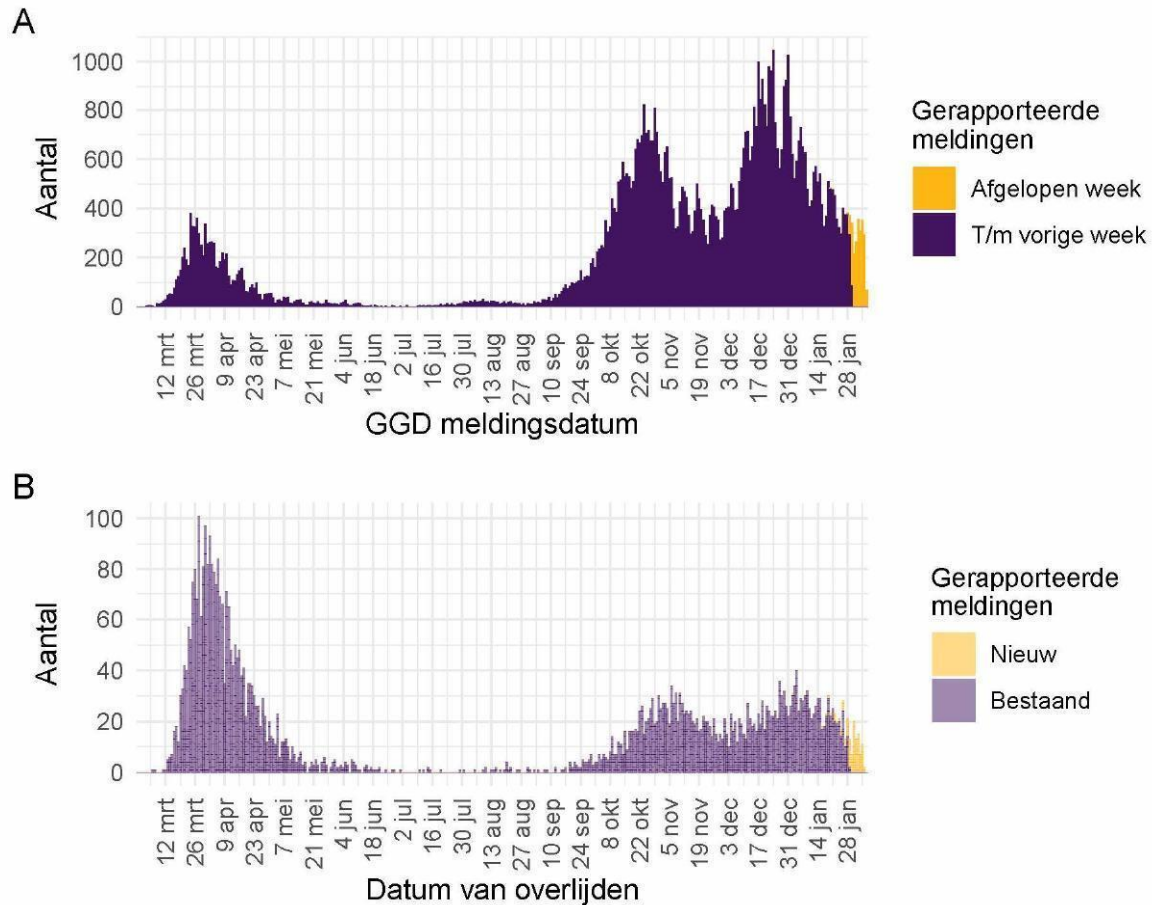 A
1000
800
600
400
200
0
Aantal
12 mrt
26 mrt
9 apr
23 apr
7 mei
21 mei
4 jun
18 jun
2 jul
16 jul
30 jul
13 aug
27 aug
10 sep
24 sep
8 okt
22 okt
5 nov
19 nov
3 dec
17 dec
31 dec
14 jan
28 jan
GGD meldingsdatum
Gerapporteerde
meldingen
Afgelopen week
T/m vorige week
B
100
80
60
40
20
0
Aantal
12 mrt
26 mrt
9 apr
23 apr
7 mei
21 mei
4 jun
18 jun
2 jul
16 jul
30 jul
13 aug
27 aug
10 sep
24 sep
8 okt
22 okt
5 nov
19 nov
3 dec
17 dec
31 dec
14 jan
28 jan
Datum van overlijden
Gerapporteerde
meldingen
Nieuw
Bestaand